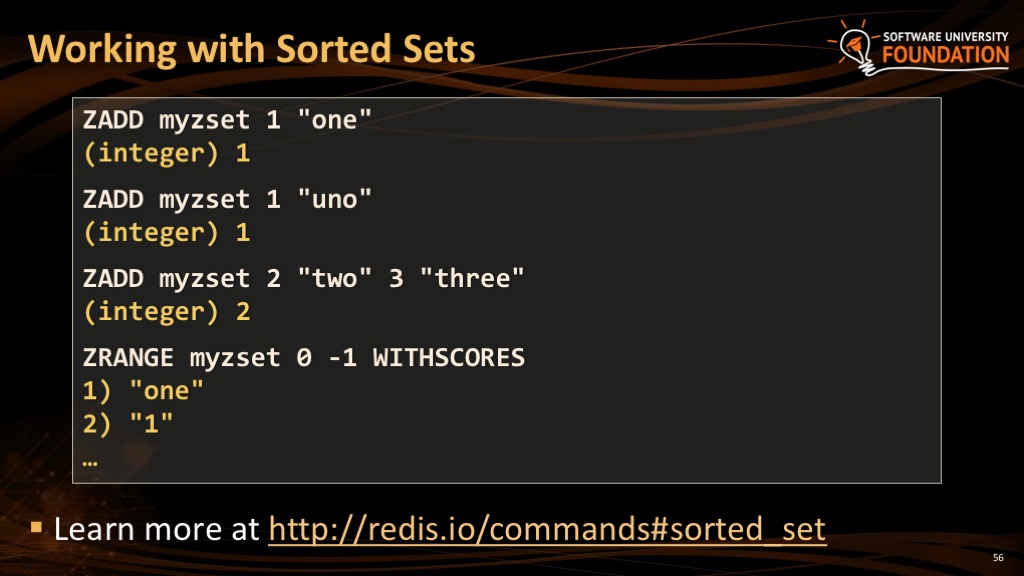 Working with Sorted Sets
SOFTWARE UNIVERSITY
FOUNDATION
ZADD myzset 1 "one"
(integer) 1
ZADD myzset 1 "uno"
(integer) 1
ZADD myzset 2 "two" 3 "three"
(integer) 2
ZRANGE myzset 0 -1 WITHSCORES
1) "one"
2) "1"
…
▪ Learn more at http://redis.io/commands#sorted_set
56